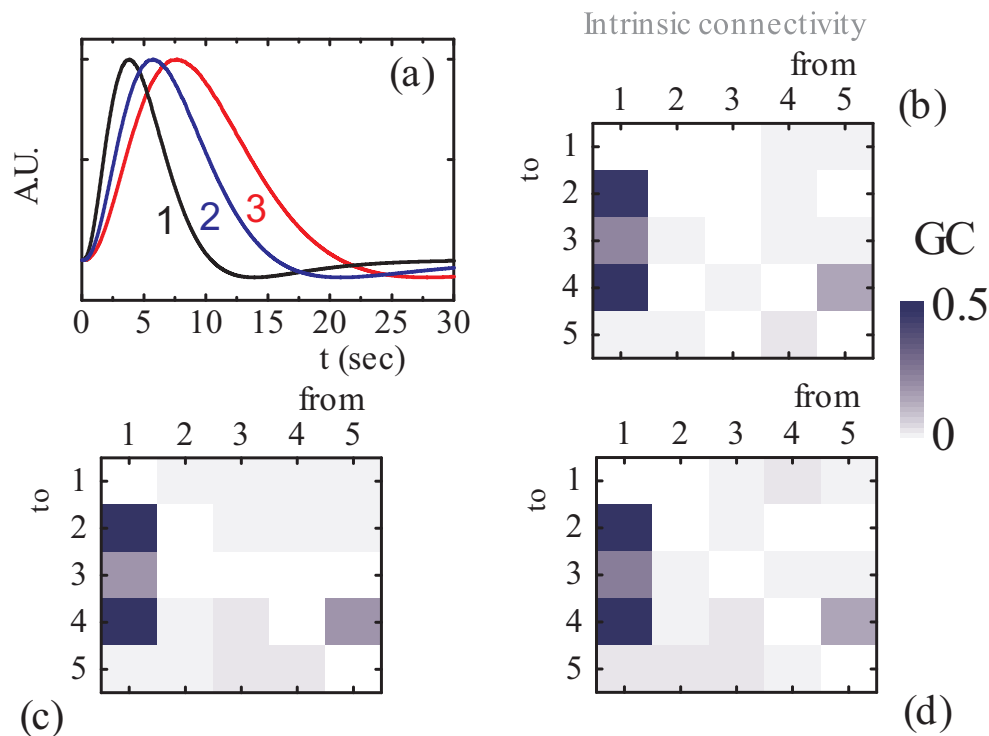 (a)
A.U.
1 2 3
0 5 10 15 20 25 30
t (sec)
Intrinsic connectivity
from
1 2 3 4 5
(b)
to
1
2
3
4
5
GC
0.5
0
from
1 2 3 4 5
to
1
2
3
4
5
(c)
from
1 2 3 4 5
to
1
2
3
4
5
(d)